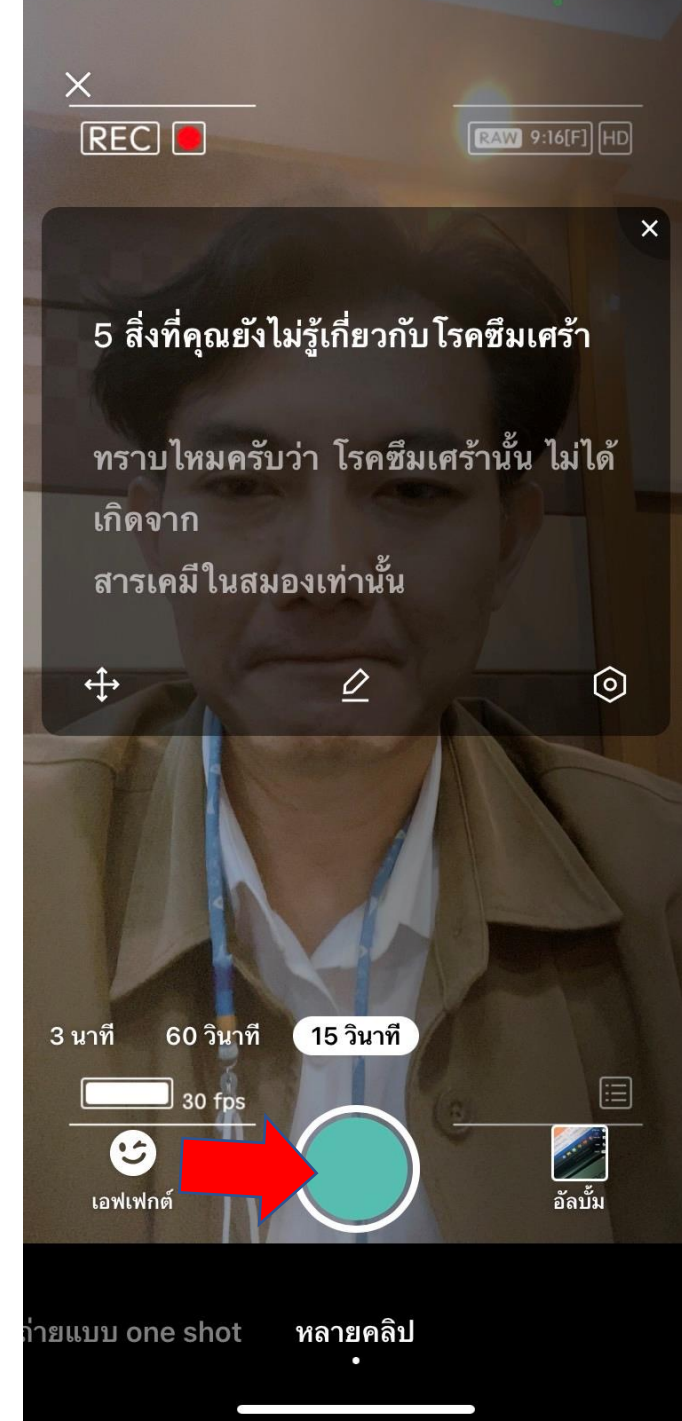 REC
RAW 9:16[F] HD
5 สิ่งที่คุณยังไม่รู้เกี่ยวกับโรคซึมเศร้า
ทราบไหมครับว่า โรคซึมเศร้านั้น ไม่ได้
เกิดจาก
สารเคมีในสมองเท่านั้น
3 นาที 60 วินาที 15 วินาที
30 fps
เอฟเฟกต์
อัลบั้ม
ถ่ายแบบ one shot หลายคลิป